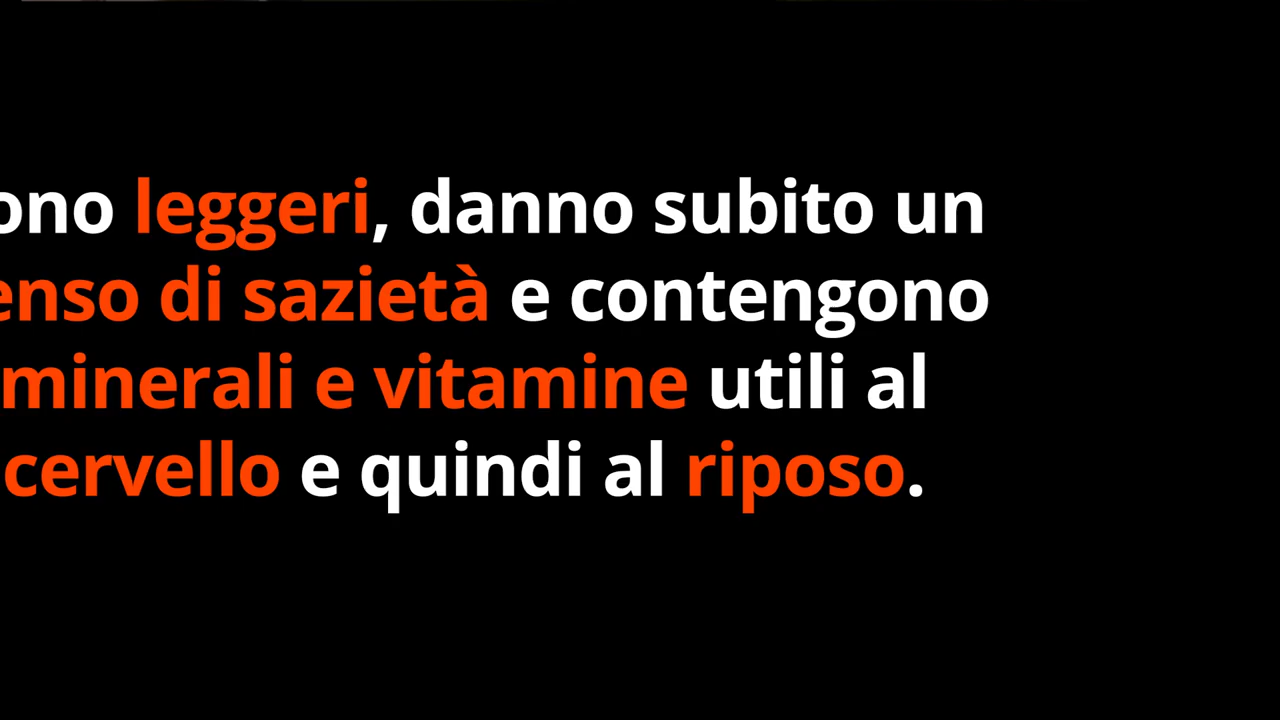 ono leggeri, danno subito un
enso di sazietà e contengono
minerali e vitamine utili al
cervello e quindi al riposo.